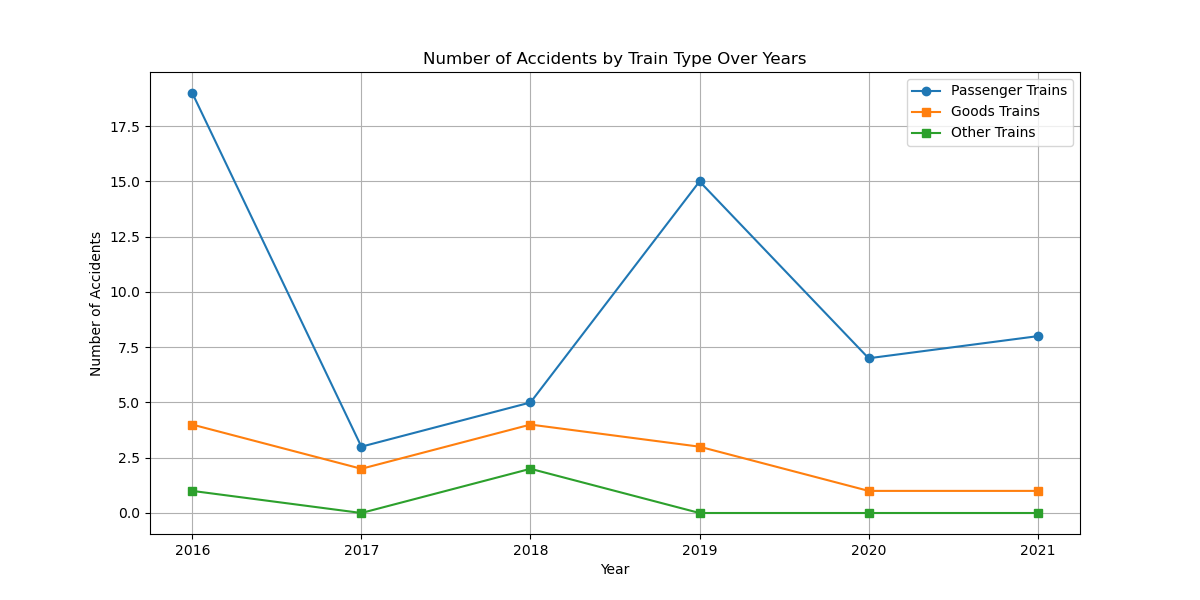 Number of Accidents by Train Type Over Years
Passenger Trains
Goods Trains
Other Trains
Number of Accidents
17.5
15.0
12.5
10.0
7.5
5.0
2.5
0.0
2016 2017 2018 2019 2020 2021
Year